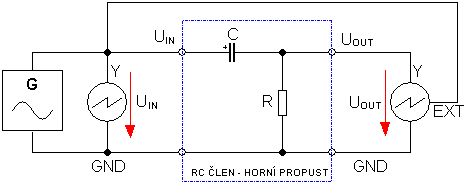 UIN
C
UOUT
G
Y
UIN
R
UOUT
Y
EXT
GND
RC ČLEN - HORNÍ PROPUST
GND